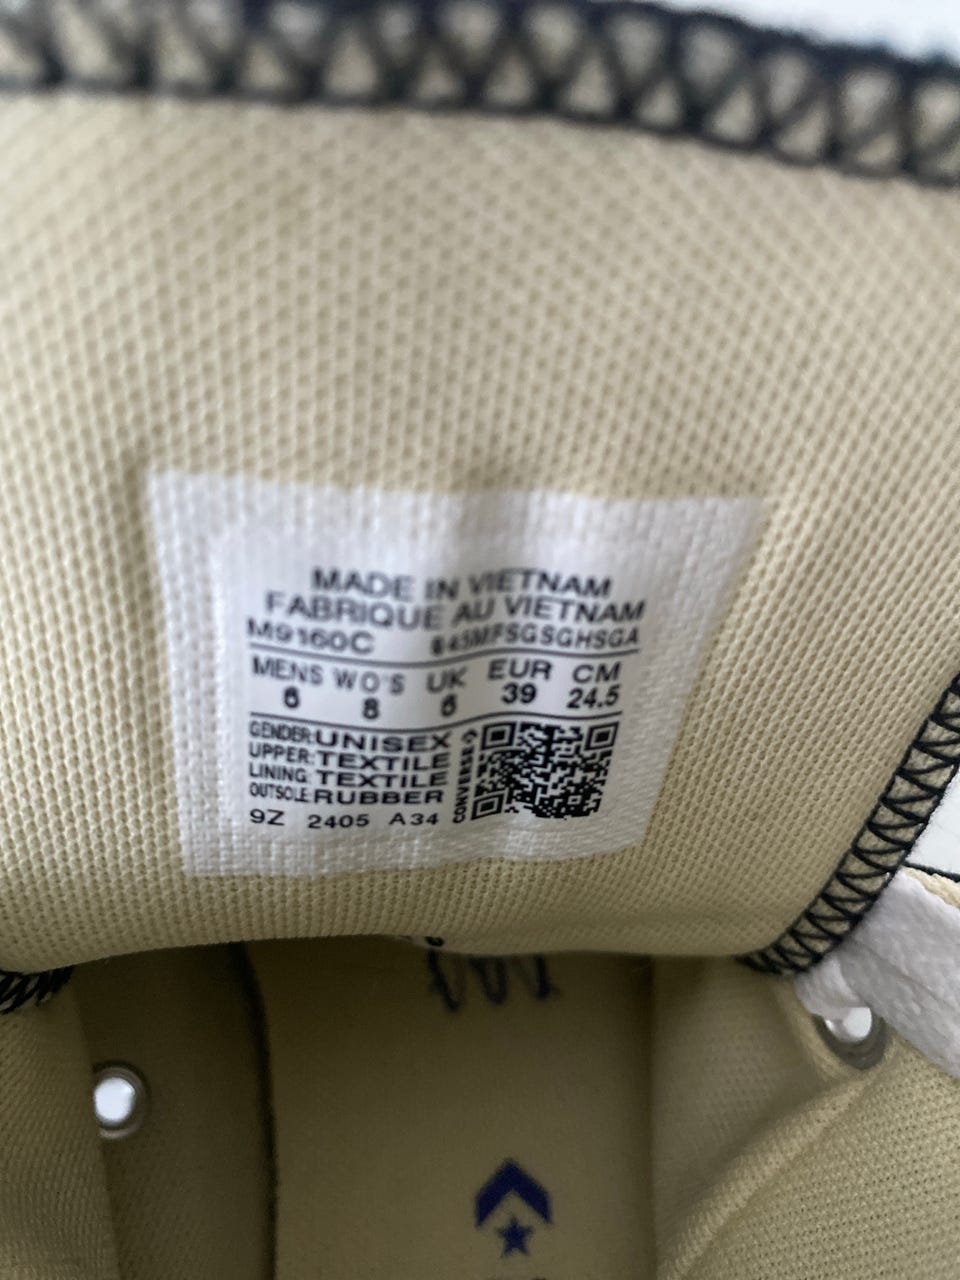 MADE IN VIETNAM
FABRIQUE AU VIETNAM
M9160C
MENS WO'S UK EUR CM
6 8 6 39 24.5
GENDER: UNISEX
UPPER: TEXTILE
LINING: TEXTILE
OUTSOLE: RUBBER
9Z 2405 A34
CONVERSE